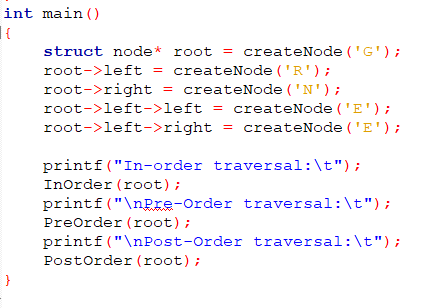 int main()
{
struct node* root = createNode('G');
root->left = createNode('R');
root->right = createNode('N');
root->left->left = createNode('E');
root->left->right = createNode('E');
printf("In-order traversal:\t");
InOrder(root);
printf("\nPre-Order traversal:\t");
PreOrder(root);
printf("\nPost-Order traversal:\t");
PostOrder(root);
}